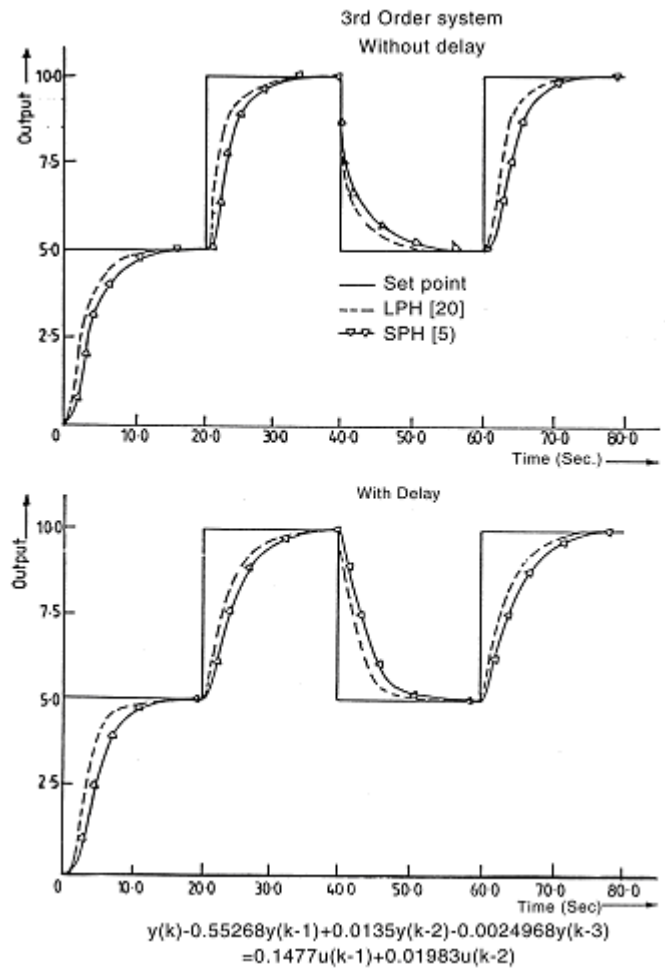 3rd Order system
Without delay
Output
10·0
7·5
5·0
2·5
0
10·0 20·0 30·0 40·0 50·0 60·0 70·0 80·0
Time (Sec.)
Set point
LPH [20]
SPH [5)
With Delay
Output
10·0
7·5
5·0
2·5
0
10·0 20·0 30·0 40·0 50·0 60·0 70·0 80·0
Time (Sec)
y(k)-0.55268y(k-1)+0.0135y(k-2)-0.0024968y(k-3)
=0.1477u(k-1)+0.01983u(k-2)